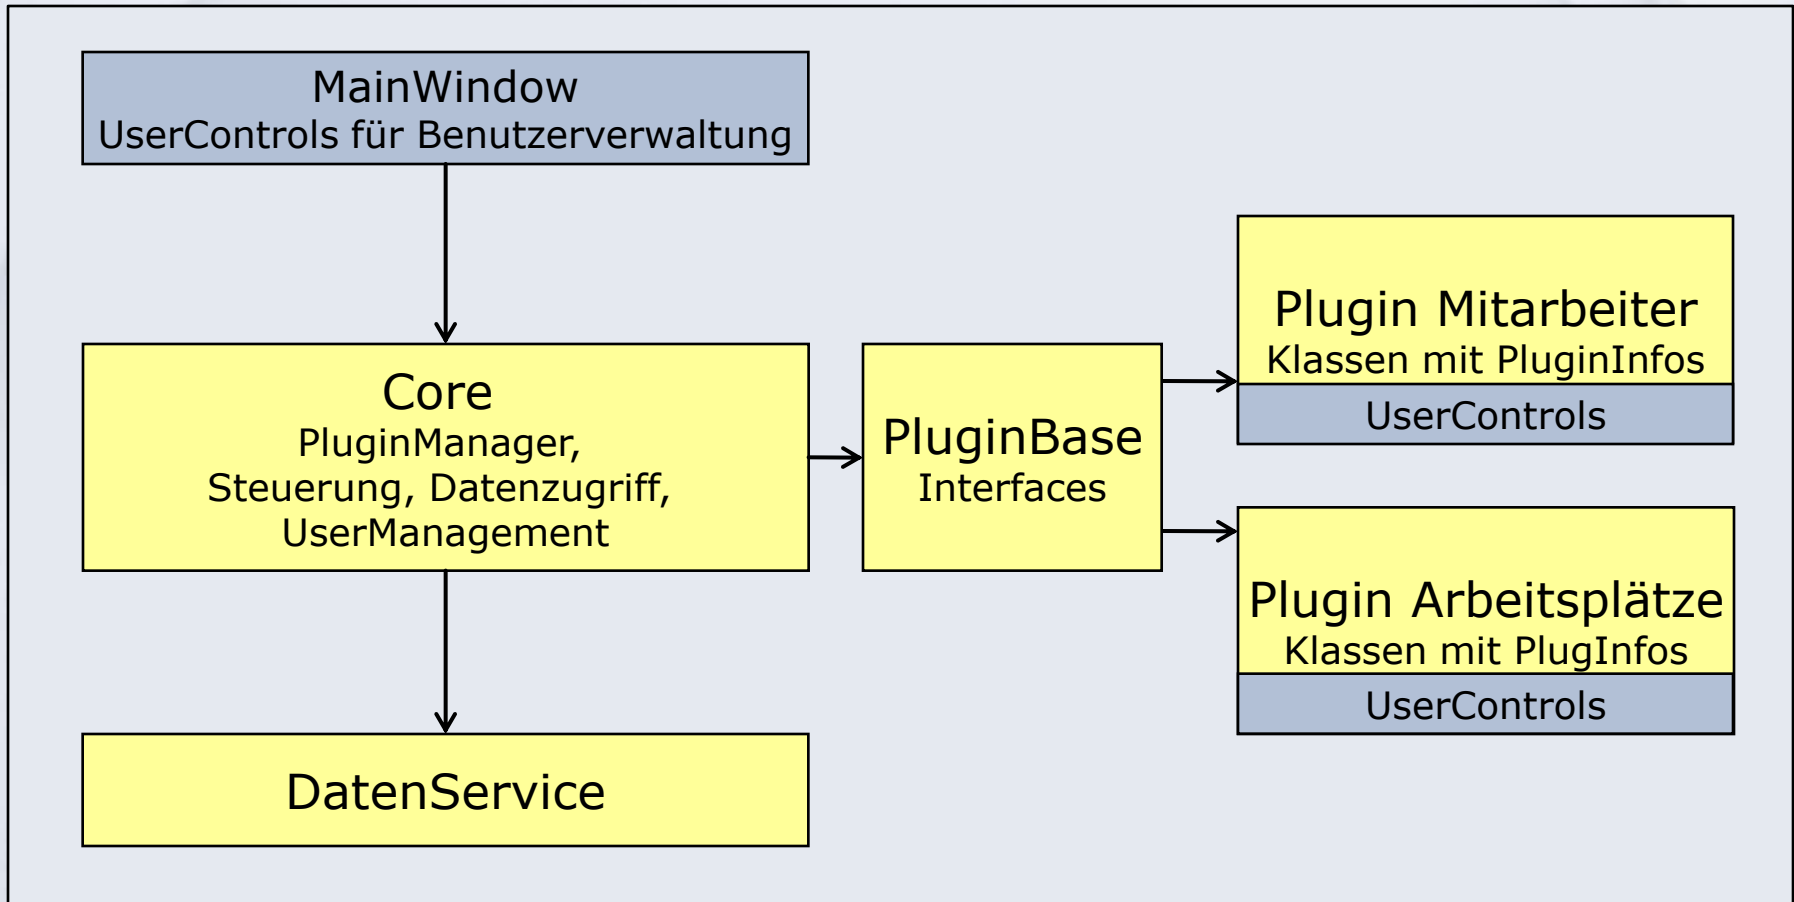 MainWindow
UserControls für Benutzerverwaltung
Core
PluginManager,
Steuerung, Datenzugriff,
UserManagement
PluginBase
Interfaces
Plugin Mitarbeiter
Klassen mit PluginInfos
UserControls
Plugin Arbeitsplätze
Klassen mit PlugInfos
UserControls
DatenService